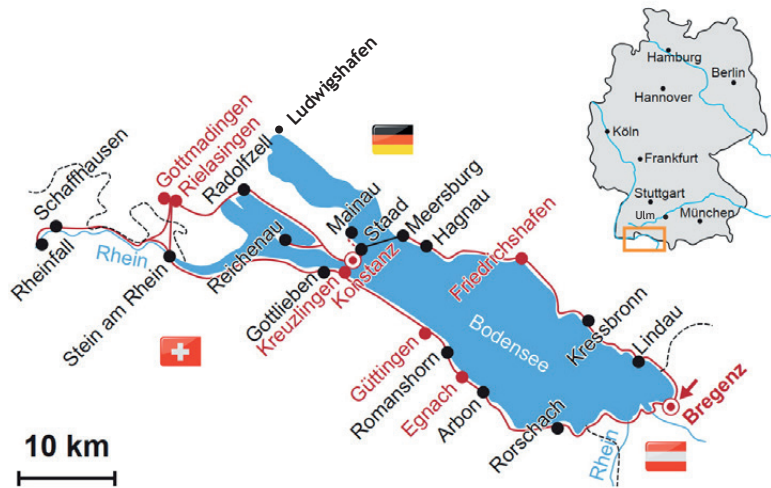 Ludwigshafen
Gottmadingen
Rielasingen
Radolfzell
Schaffhausen
Rheinfall
Rhein
Stein am Rhein
Reichenau
Mainau
Staad
Meersburg
Hagnau
Gottlieben
Kreuzlingen
Konstanz
Friedrichshafen
Bodensee
Kressbronn
Lindau
Güttingen
Romanshorn
Egnach
Arbon
Rorschach
Rhein
Bregenz
10 km
Hamburg
Berlin
Hannover
Köln
Frankfurt
Stuttgart
Ulm
München